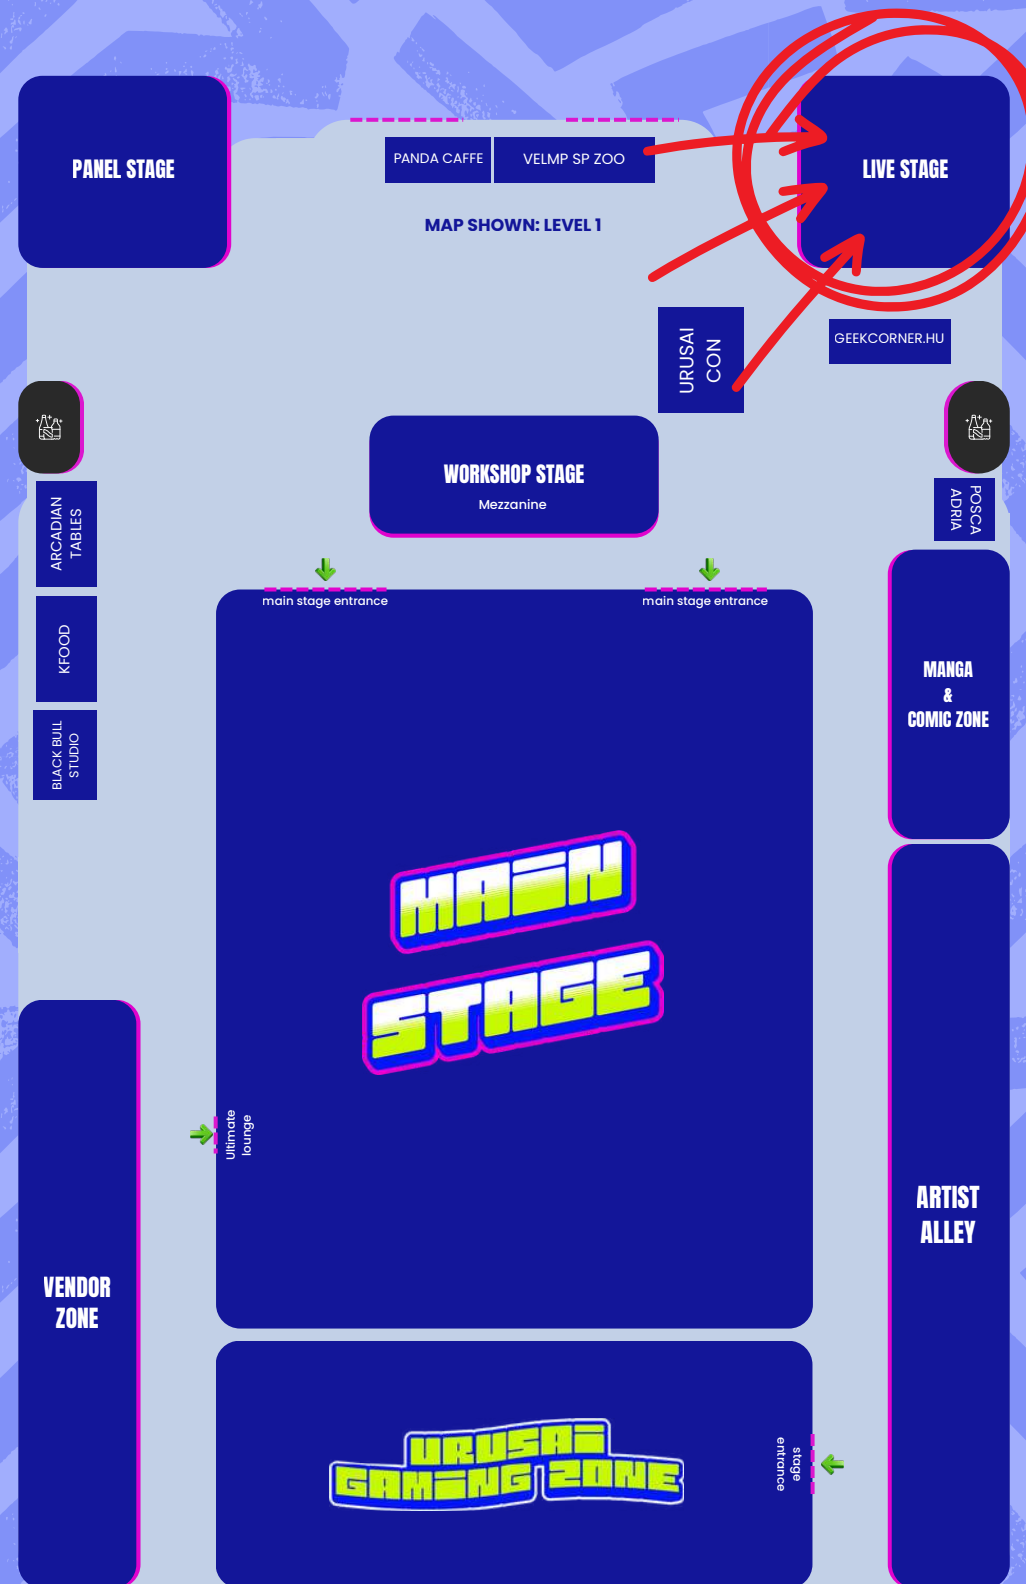 PANEL STAGE
PANDA CAFFE
VELMP SP ZOO
LIVE STAGE
MAP SHOWN: LEVEL 1
URUSAI
CON
GEEKCORNER.HU
WORKSHOP STAGE
Mezzanine
ARCADIAN
TABLES
POSCA
ADRIA
main stage entrance
main stage entrance
KFOOD
MANGA
&
COMIC ZONE
BLACK BULL
STUDIO
MAIN
STAGE
Ultimate
lounge
ARTIST
ALLEY
VENDOR
ZONE
URUSAI
GAMING ZONE
stage
entrance